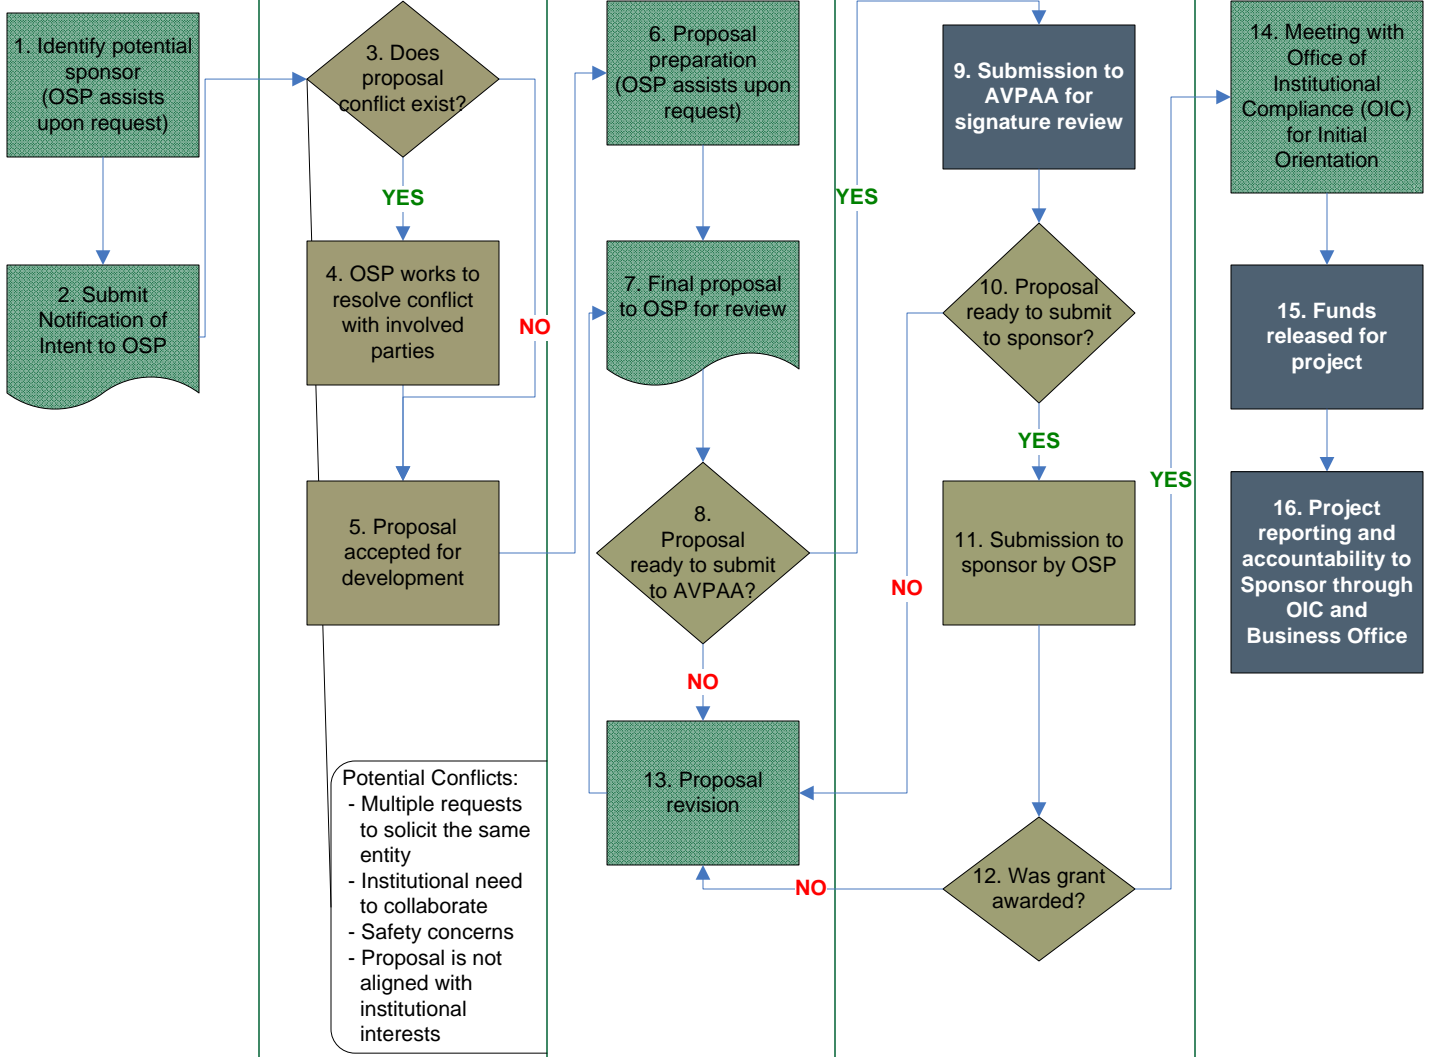 1. Identify potential
sponsor
(OSP assists
upon request)
2. Submit
Notification of
Intent to OSP
3. Does
proposal
conflict exist?
YES
4. OSP works to
resolve conflict
with involved
parties
NO
5. Proposal
accepted for
development
Potential Conflicts:
- Multiple requests
to solicit the same
entity
- Institutional need
to collaborate
- Safety concerns
- Proposal is not
aligned with
institutional
interests
6. Proposal
preparation
(OSP assists upon
request)
7. Final proposal
to OSP for review
8.
Proposal
ready to submit
to AVPAA?
NO
13. Proposal
revision
YES
9. Submission to
AVPAA for
signature review
10. Proposal
ready to submit
to sponsor?
YES
NO
11. Submission to
sponsor by OSP
12. Was grant
awarded?
NO
YES
14. Meeting with
Office of
Institutional
Compliance (OIC)
for Initial
Orientation
15. Funds
released for
project
16. Project
reporting and
accountability to
Sponsor through
OIC and
Business Office